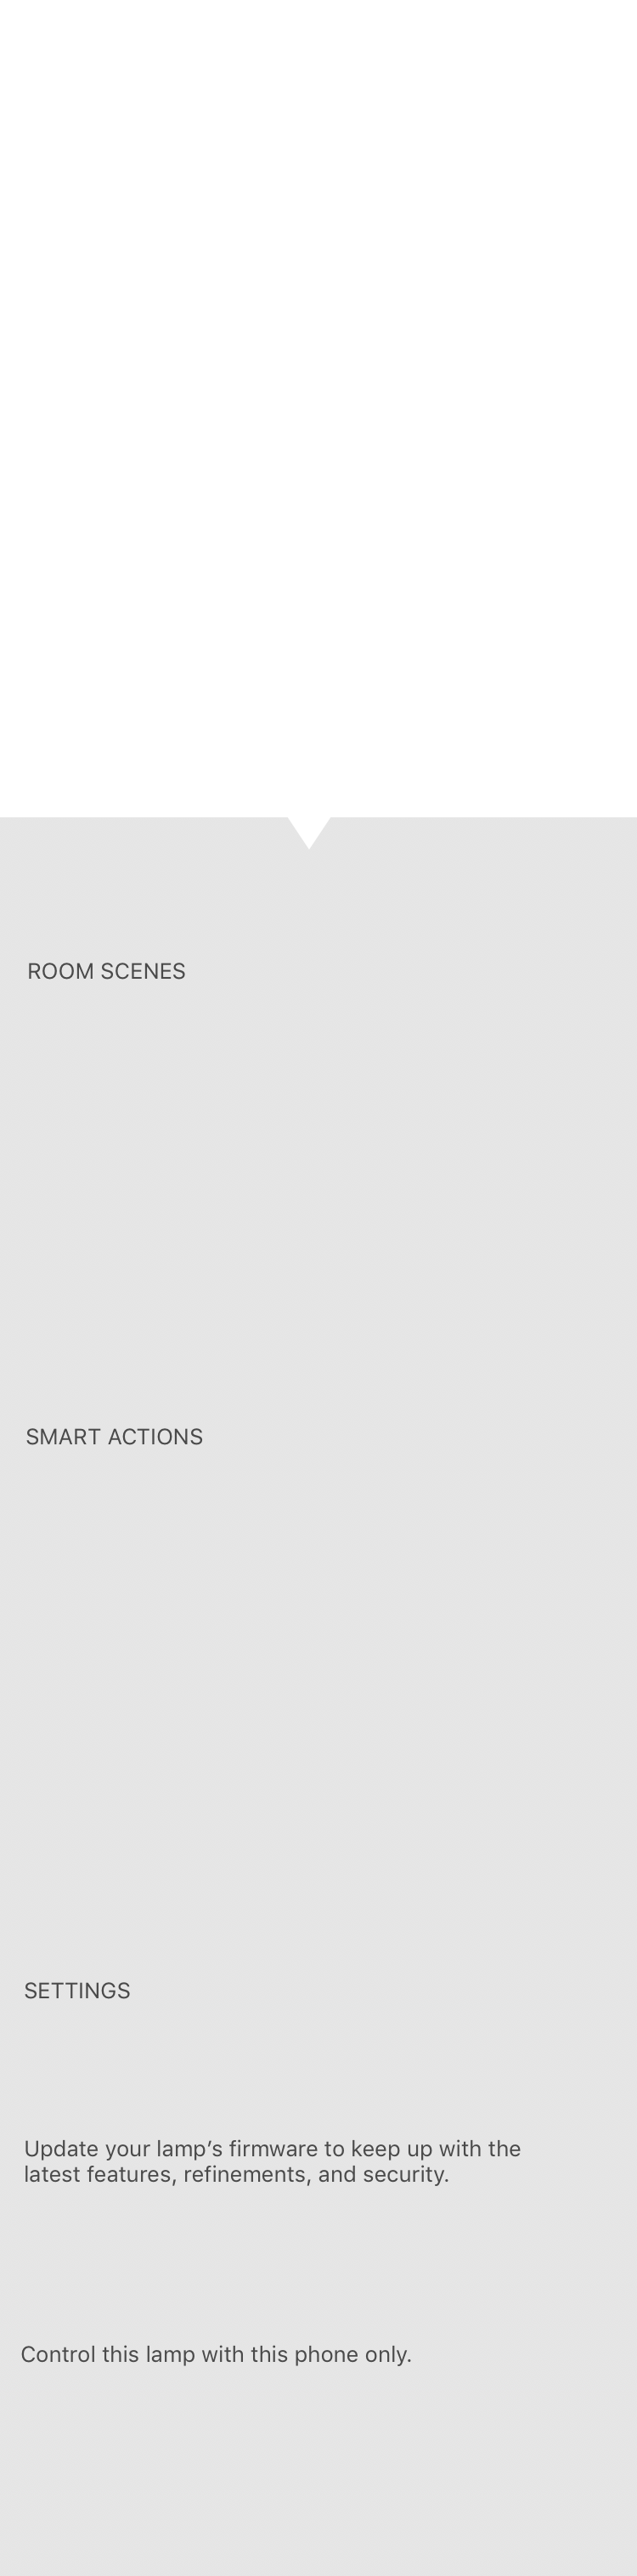 ROOM SCENES
SMART ACTIONS
SETTINGS
Update your lamp’s firmware to keep up with the
latest features, refinements, and security.
Control this lamp with this phone only.